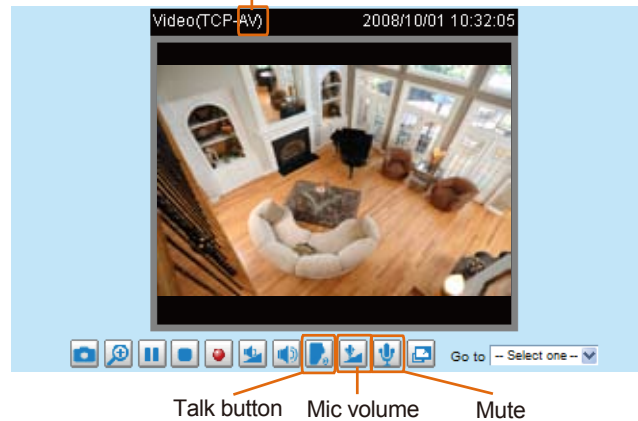 Video(TCP-AV) 2008/10/01 10:32:05
Go to -- Select one --
Talk button Mic volume Mute